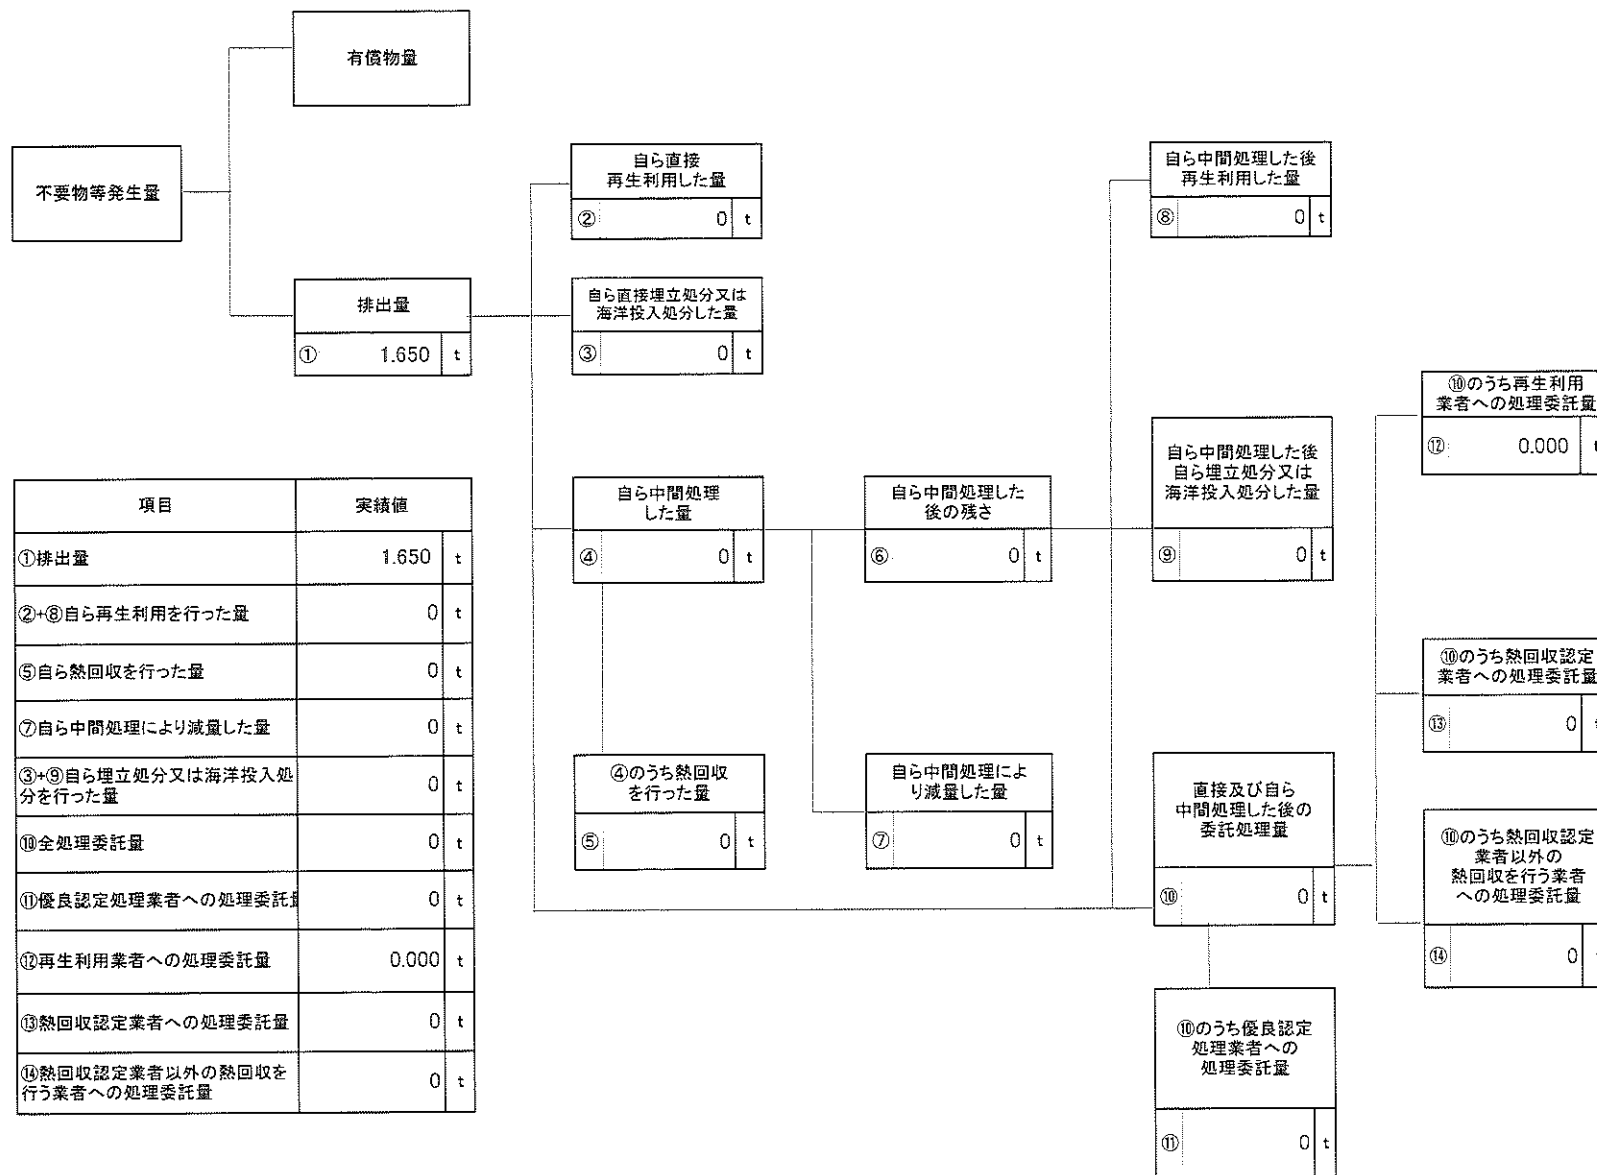 有償物量
不要物等発生量
排出量
① 1.650 t
自ら直接
再生利用した量
② 0 t
自ら直接埋立処分又は
海洋投入処分した量
③ 0 t
自ら中間処理
した量
④ 0 t
④のうち熱回収
を行った量
⑤ 0 t
自ら中間処理した
後の残さ
⑥ 0 t
自ら中間処理によ
り減量した量
⑦ 0 t
自ら中間処理した後
再生利用した量
⑧ 0 t
自ら中間処理した後
自ら埋立処分又は
海洋投入処分した量
⑨ 0 t
直接及び自ら
中間処理した後の
委託処理量
⑩ 0 t
⑩のうち優良認定
処理業者への
処理委託量
⑪ 0 t
⑩のうち再生利用
業者への処理委託量
⑫ 0.000 t
⑩のうち熱回収認定
業者への処理委託量
⑬ 0
⑩のうち熱回収認定
業者以外の
熱回収を行う業者
への処理委託量
⑭ 0
項目 実績値
①排出量 1.650 t
②+⑧自ら再生利用を行った量 0 t
⑤自ら熱回収を行った量 0 t
⑦自ら中間処理により減量した量 0 t
③+⑨自ら埋立処分又は海洋投入処
分を行った量 0 t
⑩全処理委託量 0 t
⑪優良認定処理業者への処理委託量 0 t
⑫再生利用業者への処理委託量 0.000 t
⑬熱回収認定業者への処理委託量 0 t
⑭熱回収認定業者以外の熱回収を
行う業者への処理委託量 0 t